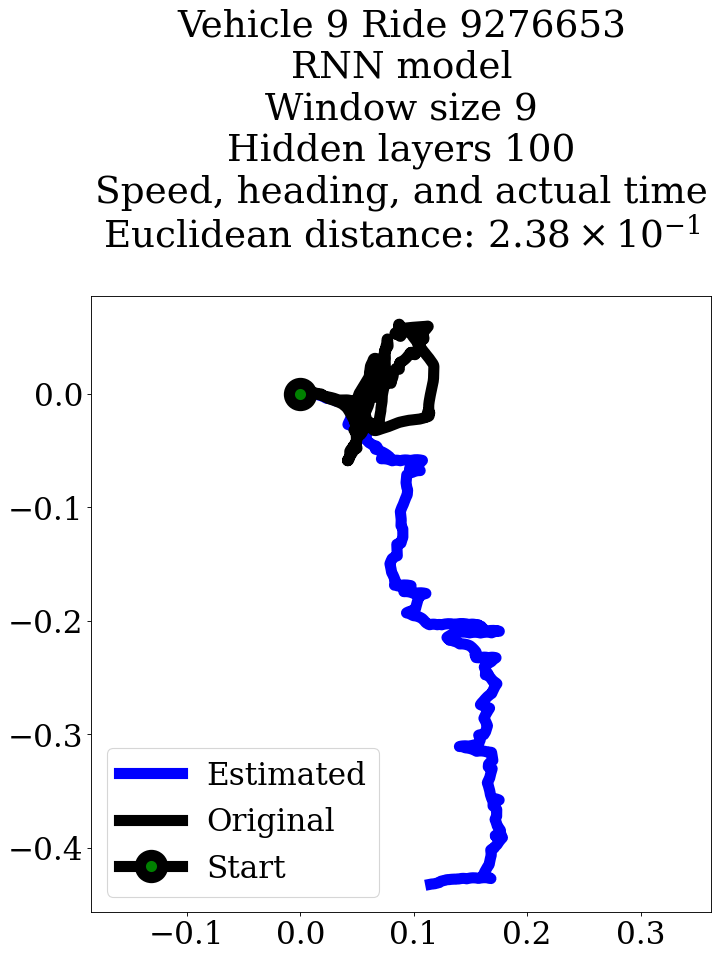 Vehicle 9 Ride 9276653
RNN model
Window size 9
Hidden layers 100
Speed, heading, and actual time
Euclidean distance: 2.38 × 10⁻¹
0.0
−0.1
−0.2
−0.3
−0.4
Estimated
Original
Start
−0.1 0.0 0.1 0.2 0.3